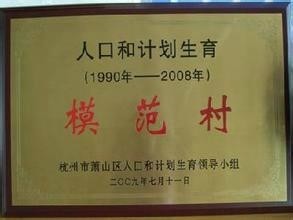 人口和计划生育
(1990年——2008年)
模范村
杭州市萧山区人口和计划生育领导小组
二〇〇九年七月十一日